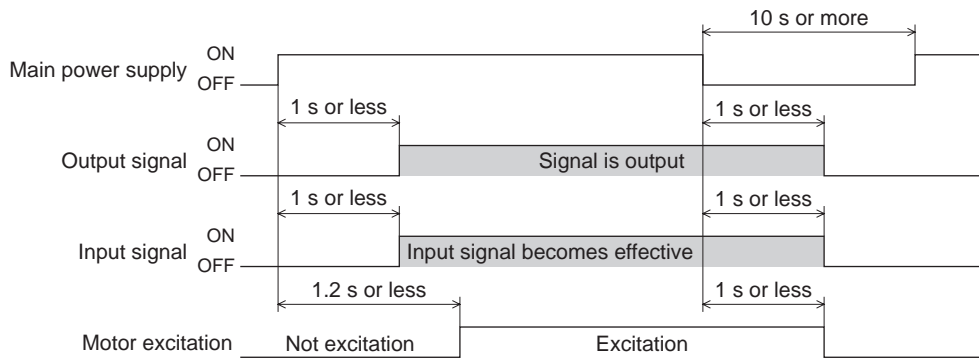 10 s or more
ON
Main power supply
OFF
1 s or less 1 s or less
ON
Output signal Signal is output
OFF
1 s or less 1 s or less
ON
Input signal Input signal becomes effective
OFF
1.2 s or less 1 s or less
Motor excitation Not excitation Excitation